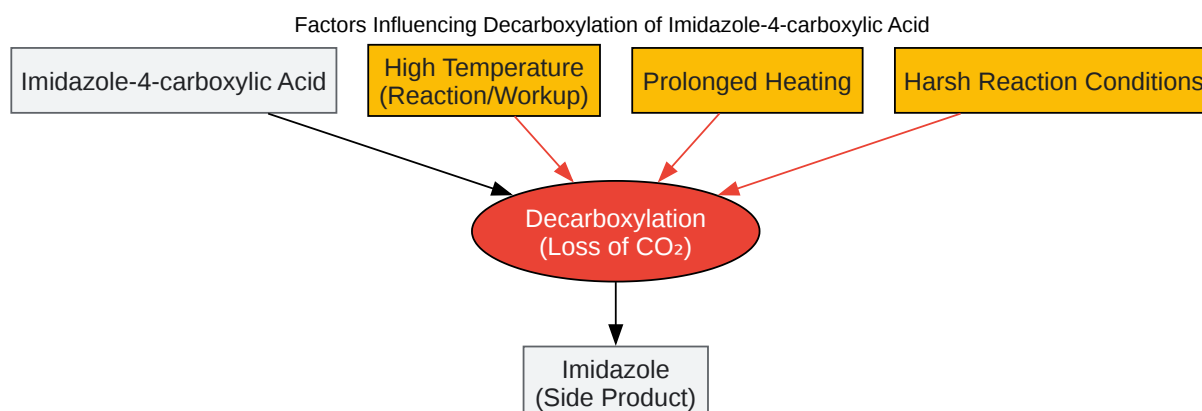 Factors Influencing Decarboxylation of Imidazole-4-carboxylic Acid
Imidazole-4-carboxylic Acid
High Temperature
(Reaction/Workup)
Prolonged Heating
Harsh Reaction Conditions
Decarboxylation
(Loss of CO₂)
Imidazole
(Side Product)